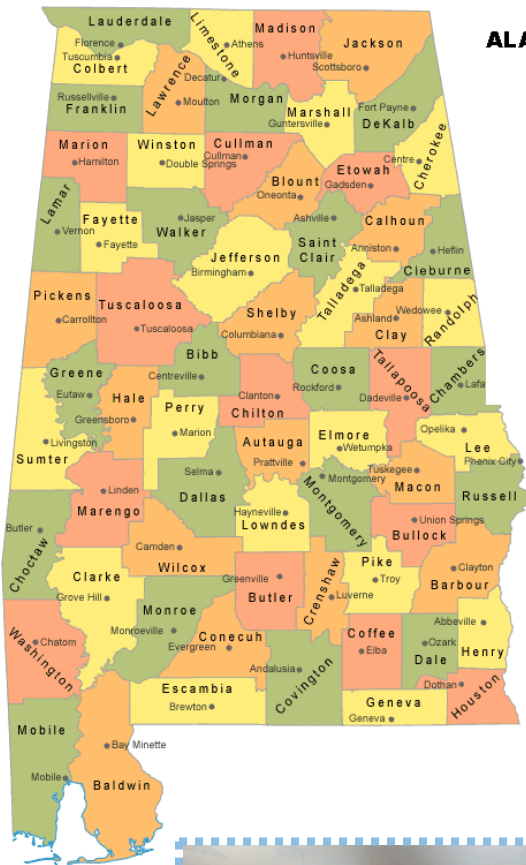 ALA
Lauderdale
Florence
Tuscumbia
Colbert
Limestone
Athens
Madison
Huntsville
Jackson
Scottsboro
Lawrence
Moulton
Decatur
Morgan
Russellville
Franklin
Marshall
Guntersville
Fort Payne
DeKalb
Cherokee
Centre
Marion
Hamilton
Winston
Double Springs
Cullman
Cullman
Blount
Oneonta
Etowah
Gadsden
Lamar
Vernon
Fayette
Fayette
Jasper
Walker
Jefferson
Birmingham
Ashville
Saint
Clair
Calhoun
Anniston
Heflin
Cleburne
Talladega
Talladega
Pickens
Carrollton
Tuscaloosa
Tuscaloosa
Shelby
Columbiana
Ashland
Clay
Wedowee
Randolph
Bibb
Centreville
Greene
Eutaw
Hale
Greensboro
Perry
Marion
Clanton
Chilton
Coosa
Rockford
Tallapoosa
Dadeville
Chambers
Lafa
Sumter
Livingston
Autauga
Prattville
Elmore
Wetumpka
Opelika
Lee
Phenix City
Tuskegee
Macon
Russell
Linden
Marengo
Selma
Dallas
Hayneville
Lowndes
Montgomery
Montgomery
Union Springs
Bullock
Butler
Choctaw
Clarke
Grove Hill
Camden
Wilcox
Greenville
Butler
Crenshaw
Luverne
Pike
Troy
Clayton
Barbour
Chatom
Washington
Monroe
Monroeville
Conecuh
Evergreen
Andalusia
Covington
Coffee
Elba
Ozark
Dale
Abbeville
Henry
Dothan
Houston
Escambia
Brewton
Geneva
Geneva
Mobile
Mobile
Bay Minette
Baldwin